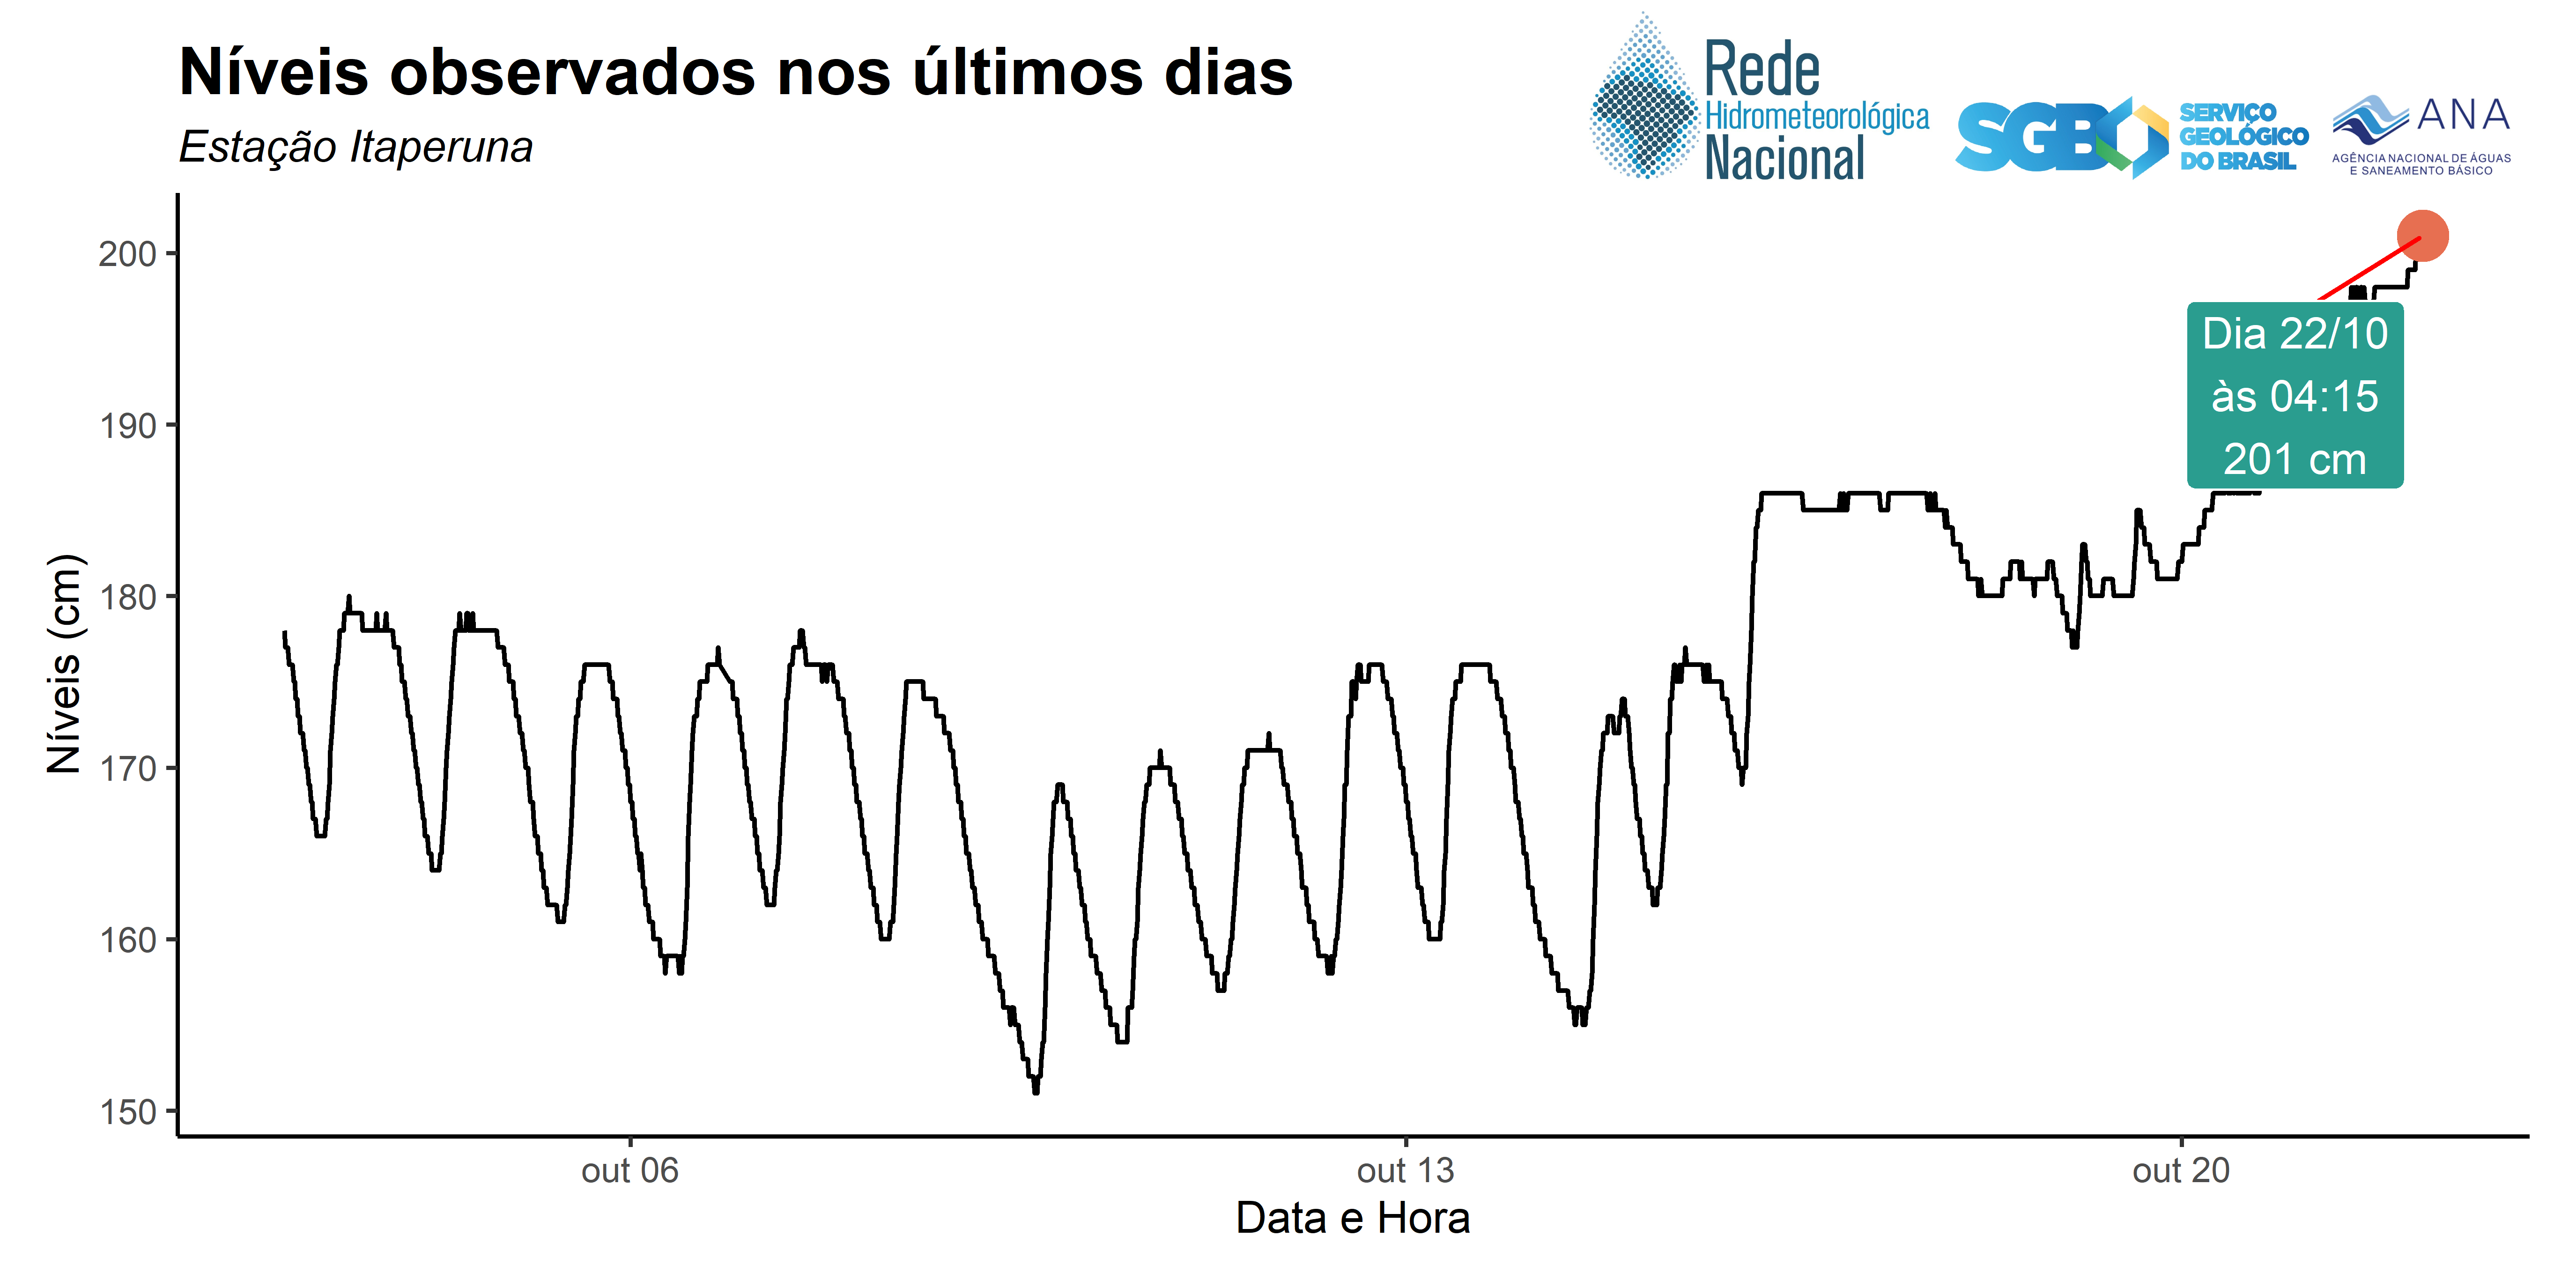 Níveis observados nos últimos dias
Estação Itaperuna
Rede
Hidrometeorológica
Nacional
SGB
SERVIÇO
GEOLÓGICO
DO BRASIL
ANA
AGÊNCIA NACIONAL DE ÁGUAS
E SANEAMENTO BÁSICO
Níveis (cm)
200
190
180
170
160
150
Dia 22/10
às 04:15
201 cm
out 06
out 13
out 20
Data e Hora